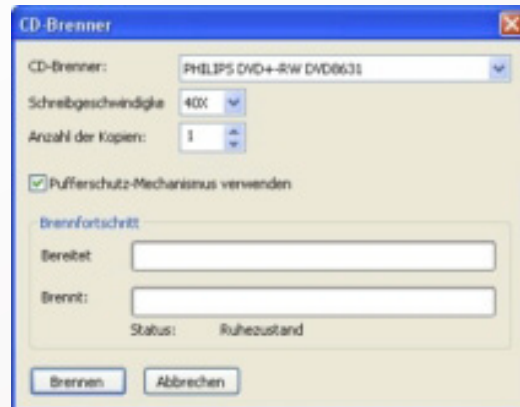 CD-Brenner
CD-Brenner: PHILIPS DVD+-RW DVD8631
Schreibgeschwindigke 40X
Anzahl der Kopien: 1
Pufferschutz-Mechanismus verwenden
Brennfortschritt
Bereitet
Brennt:
Status: Ruhezustand
Brennen Abbrechen